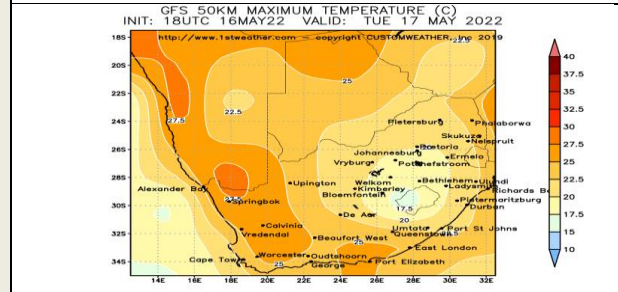 GFS 50KM MAXIMUM TEMPERATURE (C)
INIT: 18UTC 16MAY22 VALID: TUE 17 MAY 2022
http://www.1stweather.com – copyright CUSTOMWEATHER, Inc 2019
18S
20S
22S
24S
26S
28S
30S
32S
34S
22.5
25
22.5
27.5
Pietersburg
Phalaborwa
Skukuza
Nelspruit
Pretoria
Johannesburg
Ermelo
Vryburg
Potchefstroom
Alexander Bay
Upington
Welkom
Bethlehem
Ulundi
Kimberley
Ladysmith
Richards
Bloemfontein
Springbok
17.5
Pietermaritzburg
Durban
De Aar
20
Calvinia
Vredendal
Umtata
Port St Johns
Queenstown
Beaufort West
25
East London
Worcester
Oudtshoorn
Cape Town
25
George
Port Elizabeth
14E 16E 18E 20E 22E 24E 26E 28E 30E 32E
40
37.5
35
32.5
30
27.5
25
22.5
20
17.5
15
10